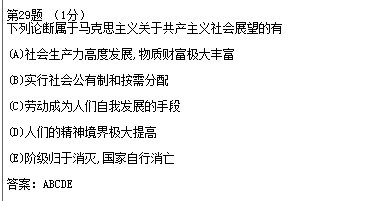 第29题 （1分）
下列论断属于马克思主义关于共产主义社会展望的有
(A)社会生产力高度发展,物质财富极大丰富
(B)实行社会公有制和按需分配
(C)劳动成为人们自我发展的手段
(D)人们的精神境界极大提高
(E)阶级归于消灭,国家自行消亡
答案：ABCDE